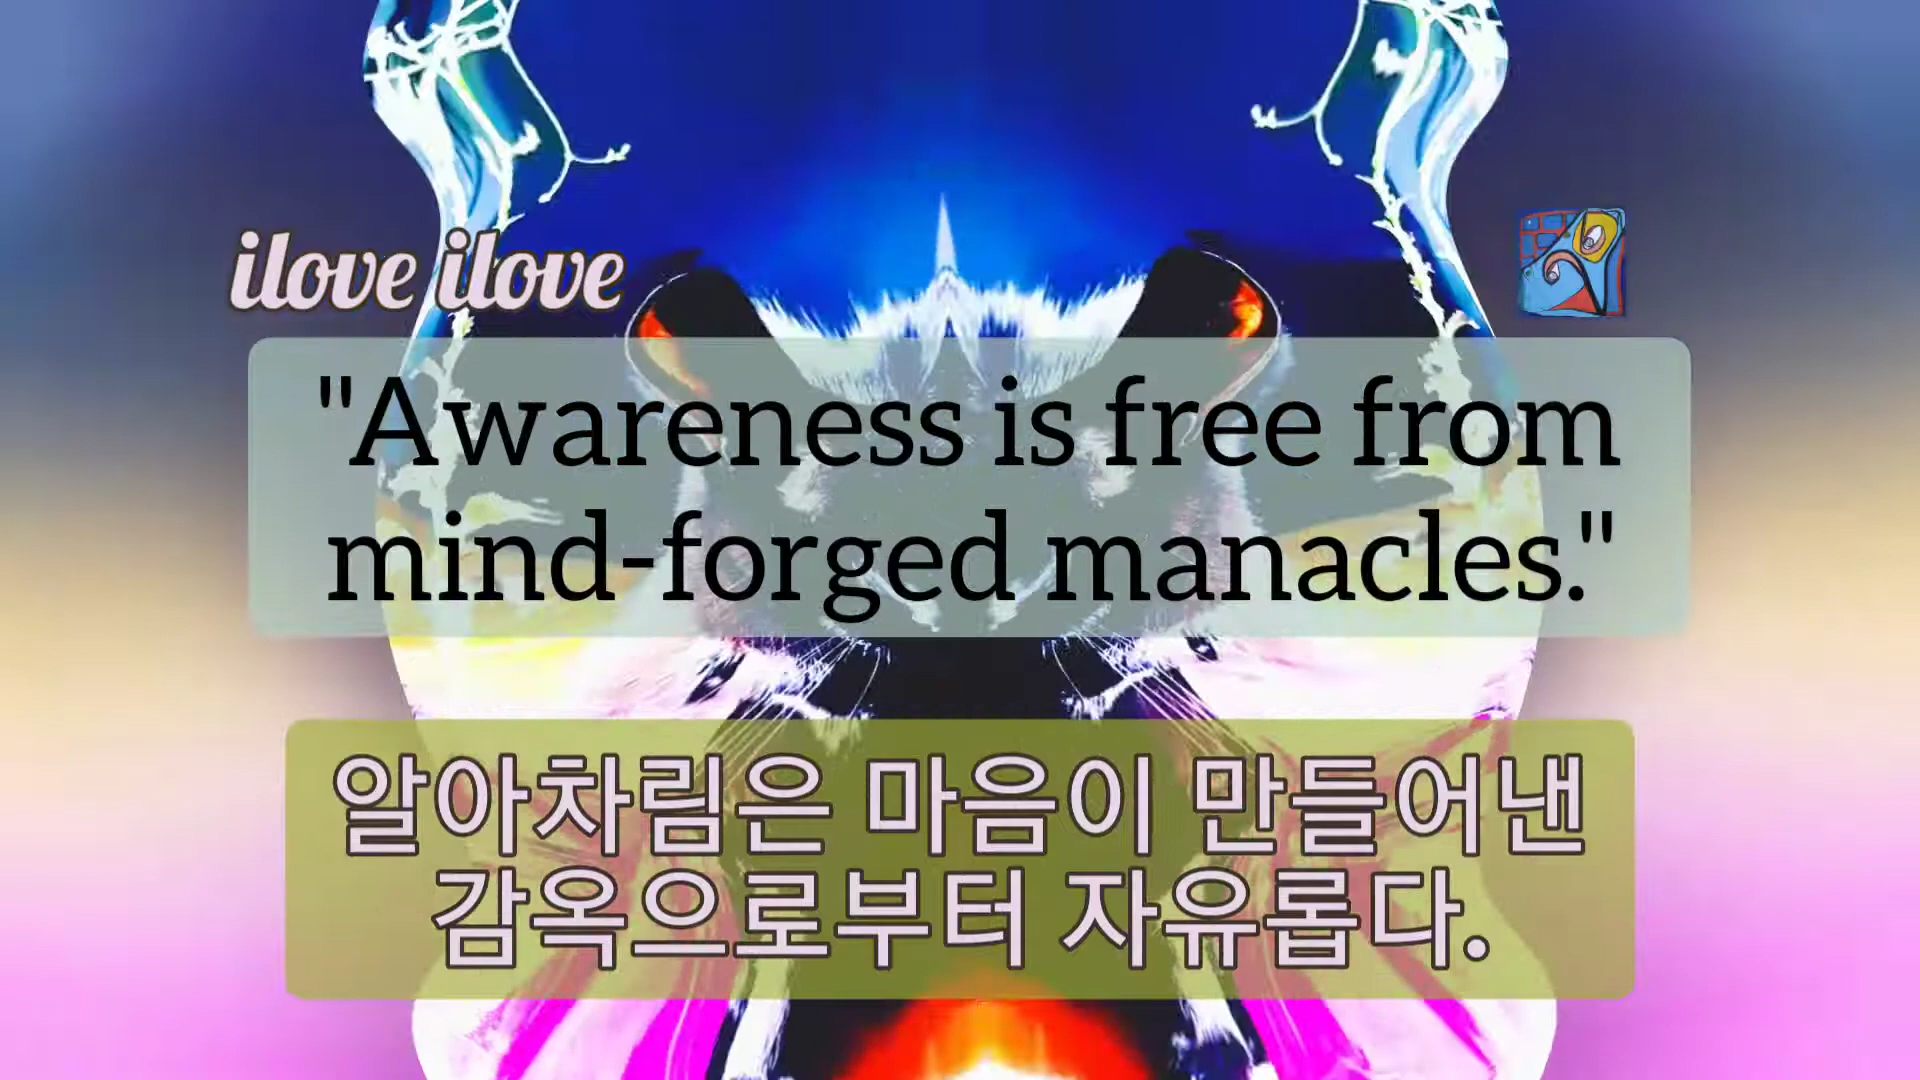 ilove ilove
"Awareness is free from
mind-forged manacles."
알아차림은 마음이 만들어낸
감옥으로부터 자유롭다.